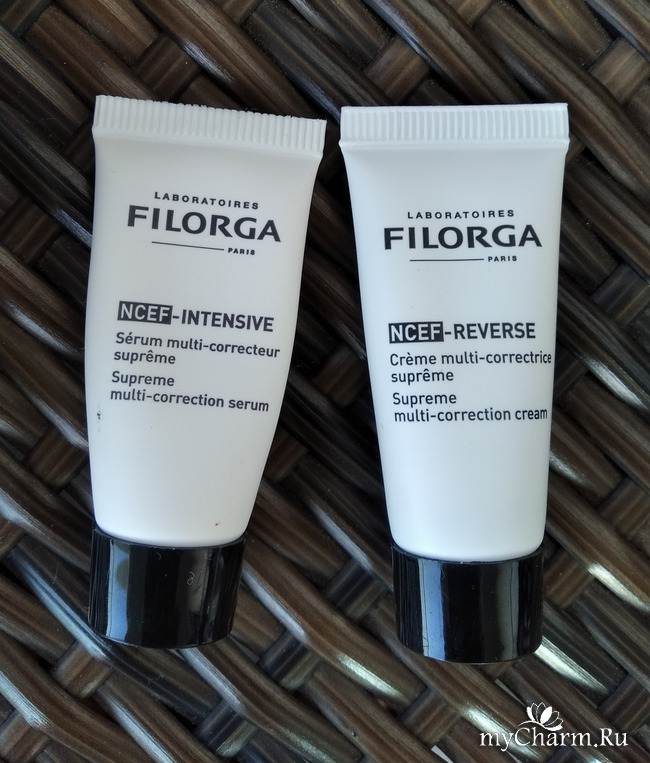 LABORATOIRES
FILORGA
PARIS
NCEF-INTENSIVE
Sérum multi-correcteur
suprême
Supreme
multi-correction serum
LABORATOIRES
FILORGA
PARIS
NCEF-REVERSE
Crème multi-correctrice
suprême
Supreme
multi-correction cream
myCharm.Ru